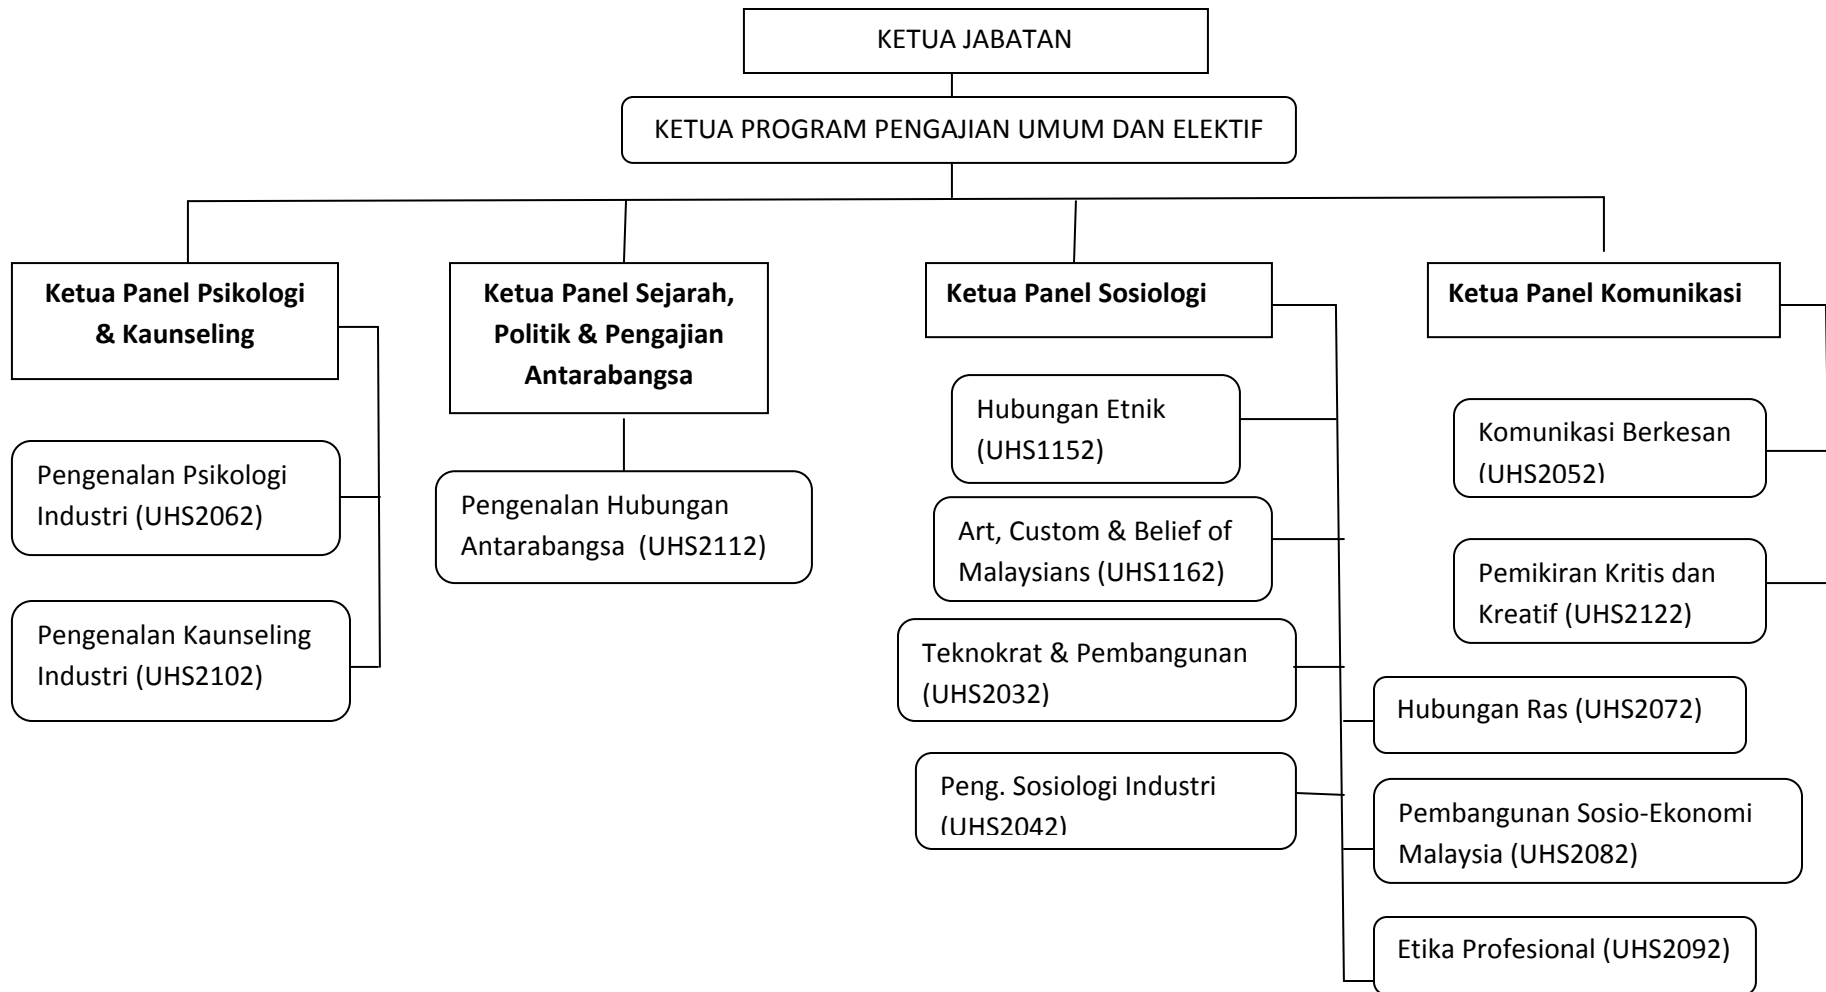 KETUA JABATAN
KETUA PROGRAM PENGAJIAN UMUM DAN ELEKTIF
Ketua Panel Psikologi
& Kaunseling
Pengenalan Psikologi
Industri (UHS2062)
Pengenalan Kaunseling
Industri (UHS2102)
Ketua Panel Sejarah,
Politik & Pengajian
Antarabangsa
Pengenalan Hubungan
Antarabangsa (UHS2112)
Ketua Panel Sosiologi
Hubungan Etnik
(UHS1152)
Art, Custom & Belief of
Malaysians (UHS1162)
Teknokrat & Pembangunan
(UHS2032)
Peng. Sosiologi Industri
(UHS2042)
Hubungan Ras (UHS2072)
Pembangunan Sosio-Ekonomi
Malaysia (UHS2082)
Etika Profesional (UHS2092)
Ketua Panel Komunikasi
Komunikasi Berkesan
(UHS2052)
Pemikiran Kritis dan
Kreatif (UHS2122)